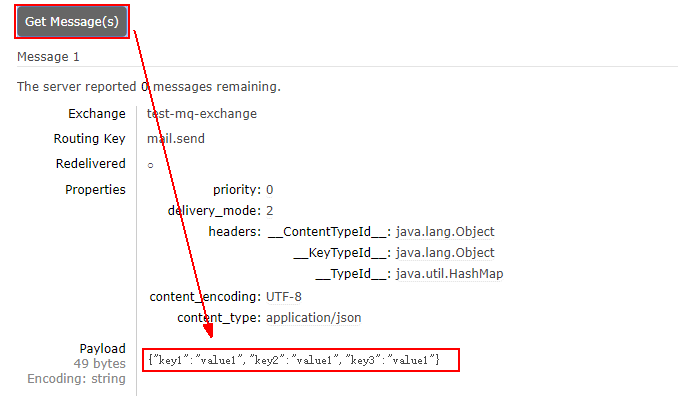 Get Message(s)
Message 1
The server reported 0 messages remaining.
Exchange test-mq-exchange
Routing Key mail.send
Redelivered ○
Properties priority: 0
delivery_mode: 2
headers: __ContentTypeId__: java.lang.Object
__KeyTypeId__: java.lang.Object
__TypeId__: java.util.HashMap
content_encoding: UTF-8
content_type: application/json
Payload
49 bytes
Encoding: string
{"key1":"value1","key2":"value1","key3":"value1"}